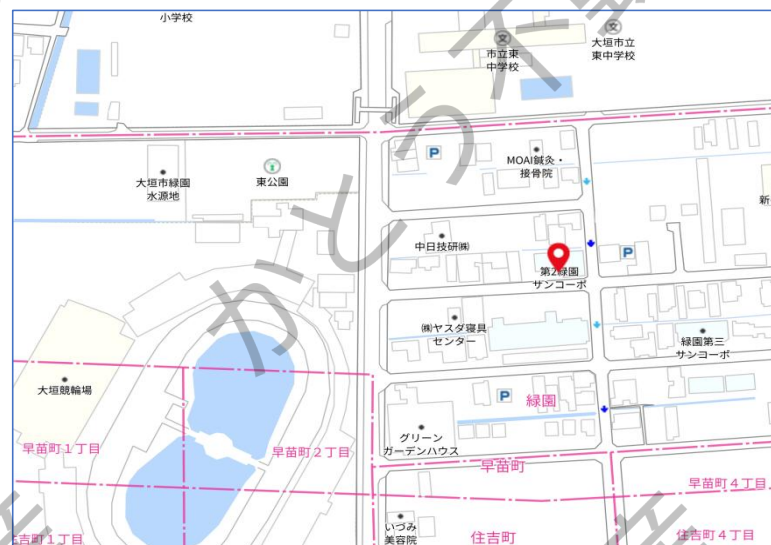 小学校
市立東
中学校
大垣市立
東中学校
P
MOAI鍼灸・
接骨院
大垣市緑園
水源地
東公園
新
中日技研㈱
P
第2緑園
サンコーポ
㈱ヤスダ寝具
センター
緑園第三
サンコーポ
大垣競輪場
P
緑園
グリーン
ガーデンハウス
早苗町1丁目
早苗町2丁目
早苗町
早苗町4丁目
いづみ
美容院
住吉町
住吉町4丁目
吉町1丁目
かとう不